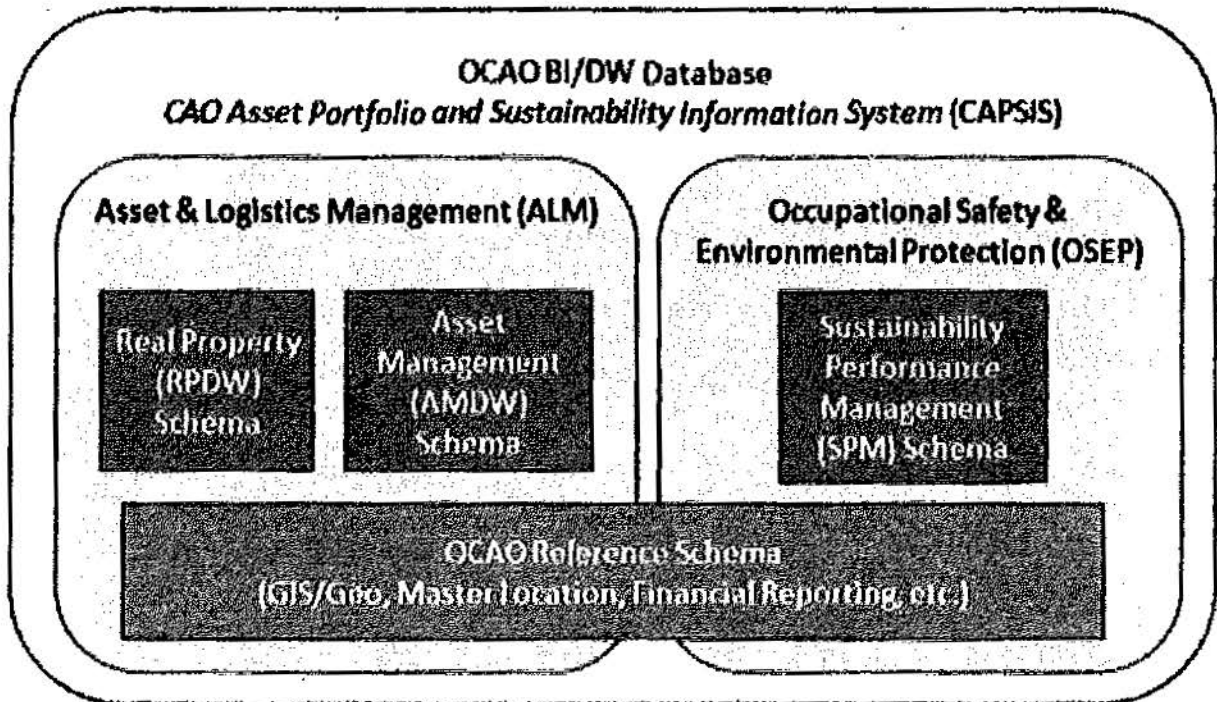 OCAO BI/DW Database
CAO Asset Portfolio and Sustainability Information System (CAPSIS)
Asset & Logistics Management (ALM)
Occupational Safety &
Environmental Protection (OSEP)
Real Property
(RPDW)
Schema
Asset
Management
(AMDW)
Schema
Sustainability
Performance
Management
(SPM) Schema
OCAO Reference Schema
(GIS/Geo, Master Location, Financial Reporting, etc.)